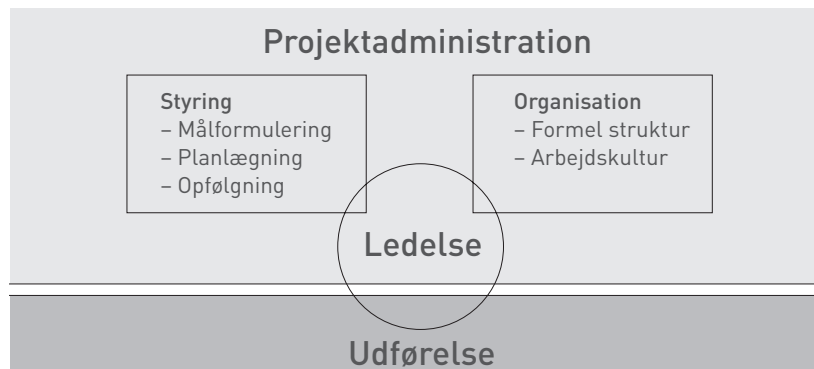 Projektadministration
Styring
– Målformulering
– Planlægning
– Opfølgning
Organisation
– Formel struktur
– Arbejdskultur
Ledelse
Udførelse